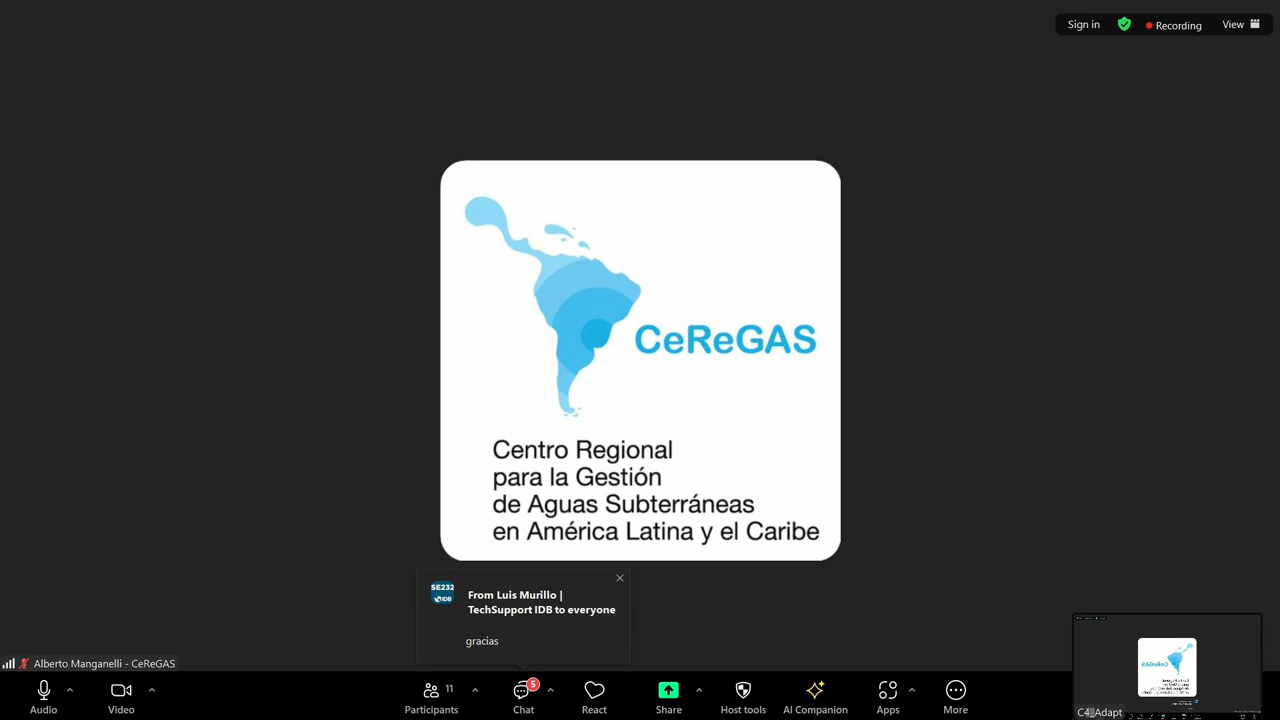 Sign in
Recording
View
CeReGAS
Centro Regional
para la Gestión
de Aguas Subterráneas
en América Latina y el Caribe
SE232
IDB
From Luis Murillo |
TechSupport IDB to everyone
gracias
Alberto Manganelli - CeReGAS
Audio
Video
11
Participants
5
Chat
React
Share
Host tools
AI Companion
Apps
More